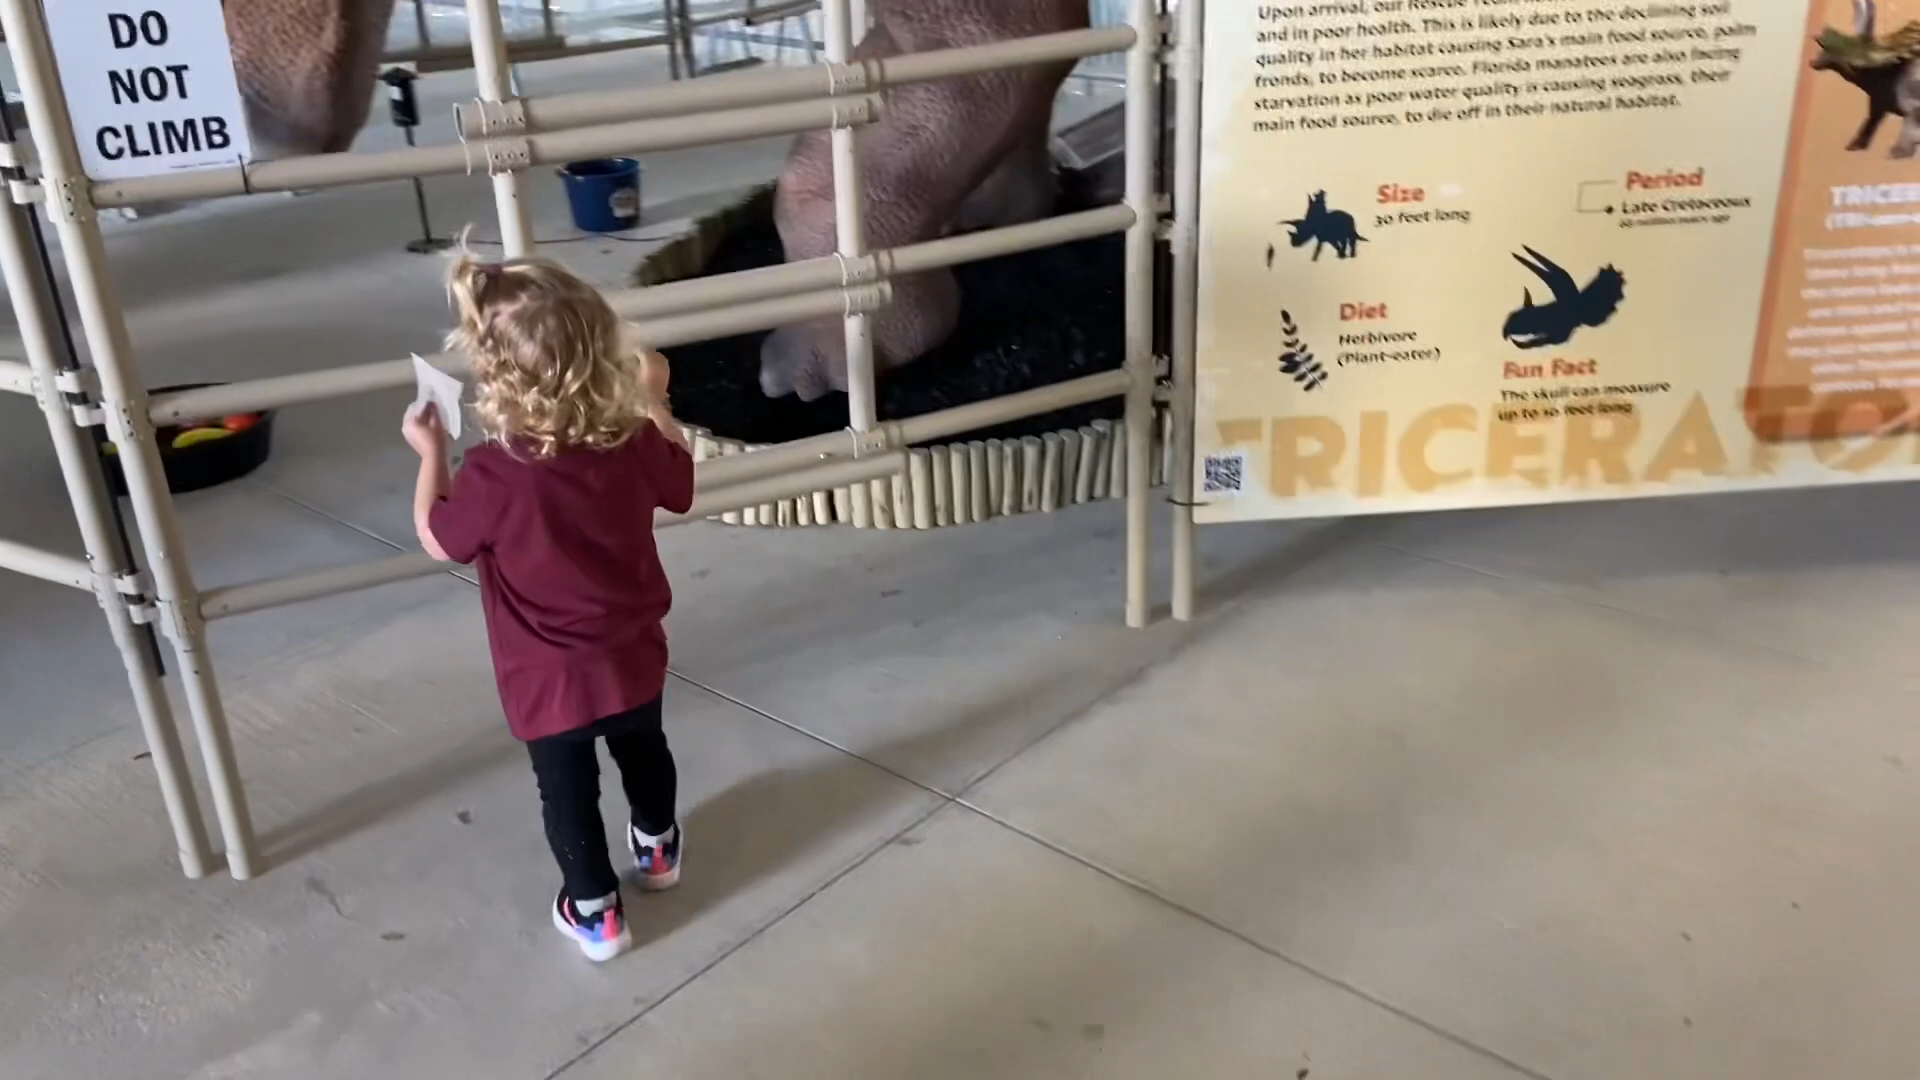 DO
NOT
CLIMB
Upon arrival, our Rescue Team
and in poor health. This is likely due to the declining soil
quality in her habitat causing Sara's main food source, palm
fronds, to become scarce. Florida manatees are also facing
starvation as poor water quality is causing seagrass, their
main food source, to die off in their natural habitat.
Size
30 feet long
Period
Late Cretaceous
Diet
Herbivore
(Plant-eater)
Fun Fact
The skull can measure
up to 10 feet long
TRICERATO
TRICE